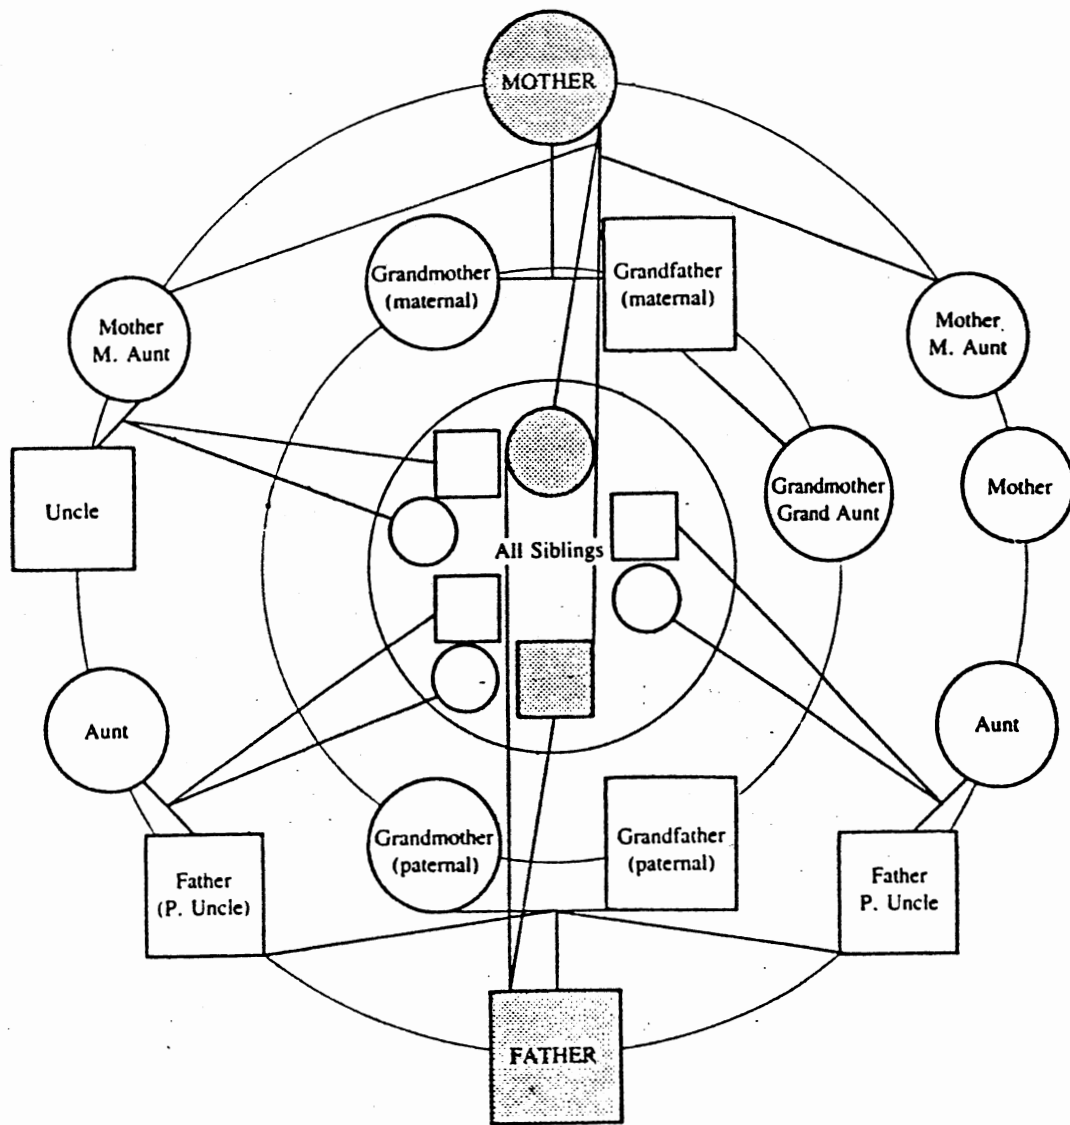 MOTHER
Grandmother
(maternal)
Grandfather
(maternal)
Mother
M. Aunt
Mother
M. Aunt
Uncle
Grandmother
Grand Aunt
Mother
All Siblings
Aunt
Aunt
Grandmother
(paternal)
Grandfather
(paternal)
Father
(P. Uncle)
Father
P. Uncle
FATHER